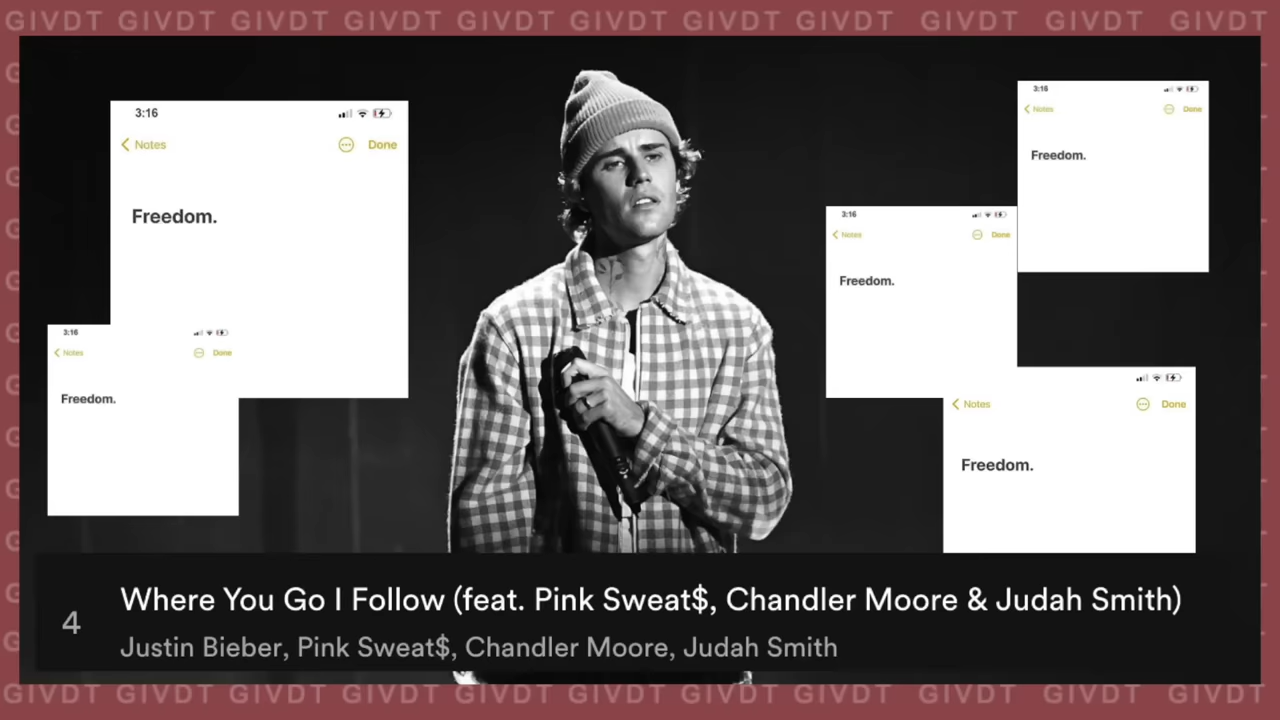 GIVDT GIVDT GIVDT GIVDT GIVDT GIVDT GIVDT GIVDT GIVDT GIVDT
3:16
Notes
Done
Freedom.
3:16
Notes
Done
Freedom.
3:16
Notes
Done
Freedom.
3:16
Notes
Done
Freedom.
Notes
Done
Freedom.
4
Where You Go I Follow (feat. Pink Sweat$, Chandler Moore & Judah Smith)
Justin Bieber, Pink Sweat$, Chandler Moore, Judah Smith
GIVDT GIVDT GIVDT GIVDT GIVDT GIVDT GIVDT GIVDT GIVDT GIVDT